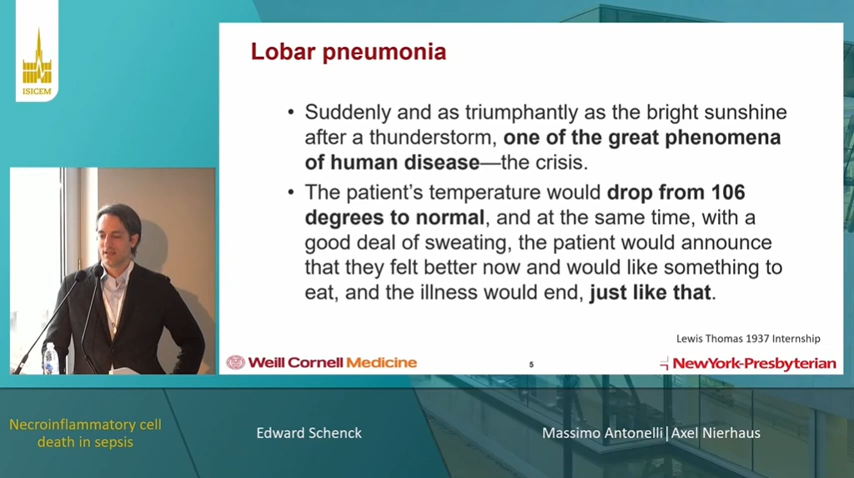 ISICEM
Lobar pneumonia
• Suddenly and as triumphantly as the bright sunshine
after a thunderstorm, one of the great phenomena
of human disease—the crisis.
• The patient's temperature would drop from 106
degrees to normal, and at the same time, with a
good deal of sweating, the patient would announce
that they felt better now and would like something to
eat, and the illness would end, just like that.
Lewis Thomas 1937 Internship
Weill Cornell Medicine
5
NewYork-Presbyterian
Necroinflammatory cell
death in sepsis
Edward Schenck
Massimo Antonelli|Axel Nierhaus